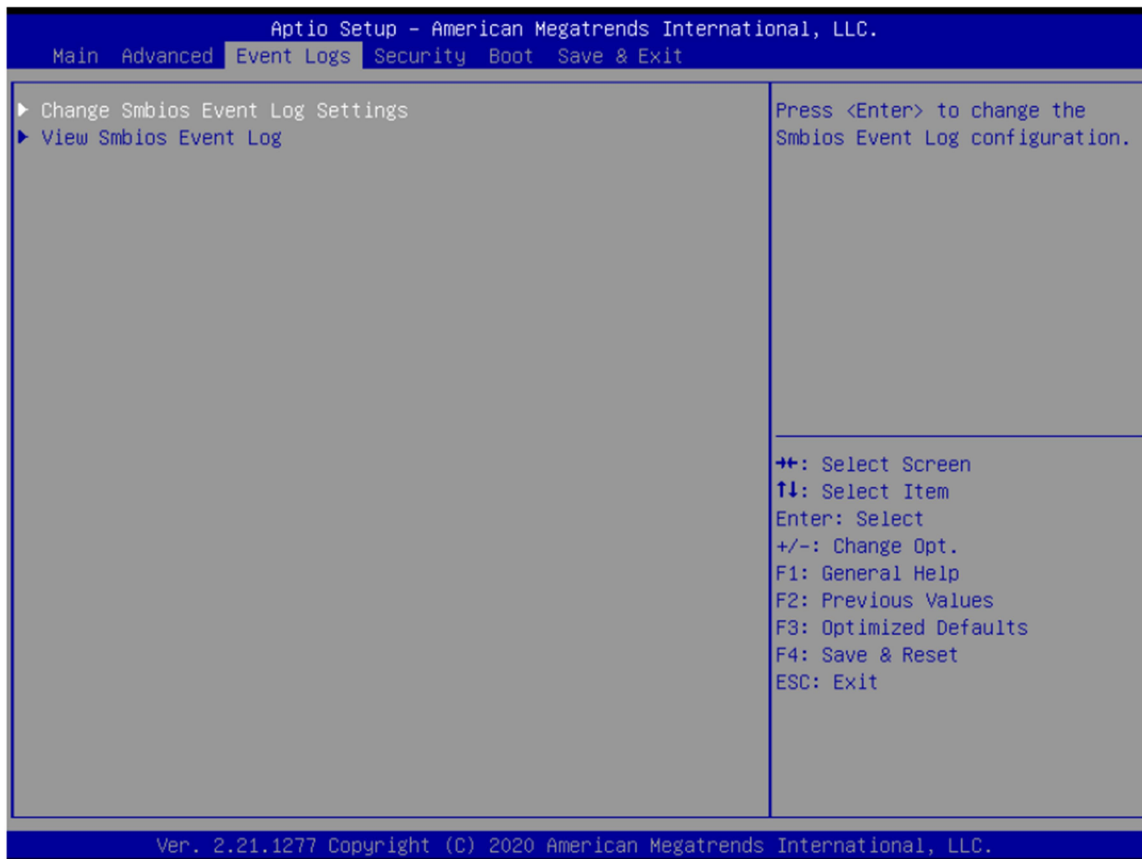 Aptio Setup – American Megatrends International, LLC.
Main Advanced Event Logs Security Boot Save & Exit
▶ Change Smbios Event Log Settings
▶ View Smbios Event Log
Press <Enter> to change the
Smbios Event Log configuration.
→←: Select Screen
↑↓: Select Item
Enter: Select
+/-: Change Opt.
F1: General Help
F2: Previous Values
F3: Optimized Defaults
F4: Save & Reset
ESC: Exit
Ver. 2.21.1277 Copyright (C) 2020 American Megatrends International, LLC.